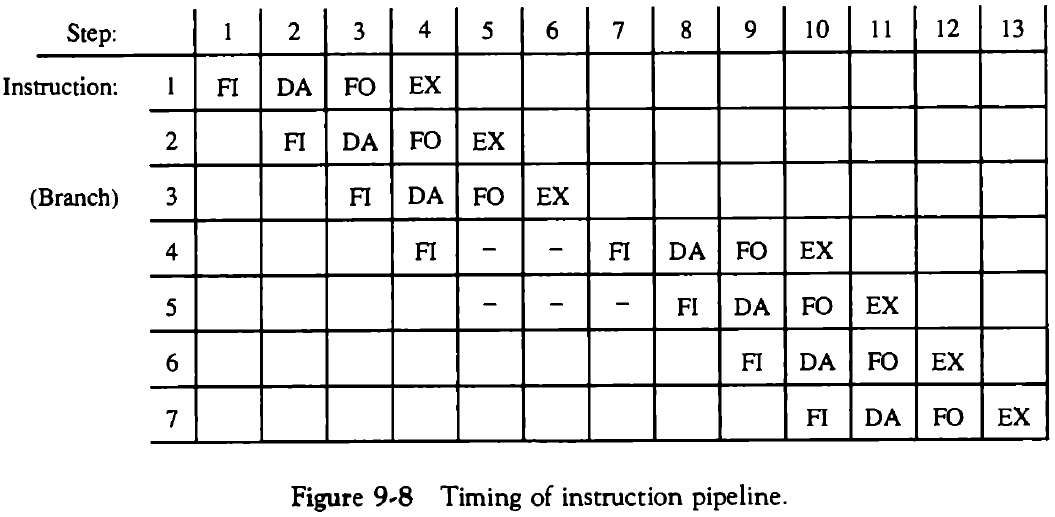 Step: 1 2 3 4 5 6 7 8 9 10 11 12 13
Instruction: 1 FI DA FO EX
2 FI DA FO EX
(Branch) 3 FI DA FO EX
4 FI – – FI DA FO EX
5 – – – FI DA FO EX
6 FI DA FO EX
7 FI DA FO EX
Figure 9-8 Timing of instruction pipeline.